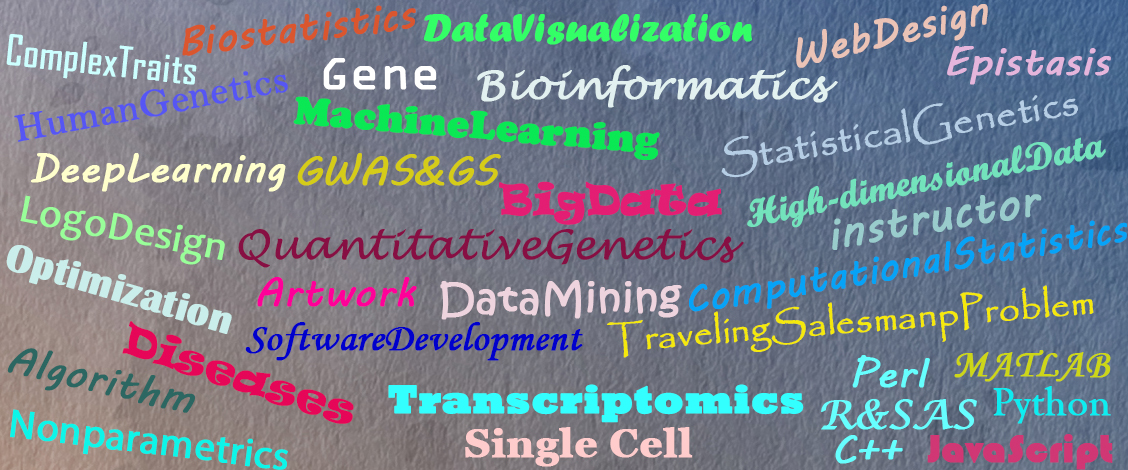 Biostatistics
DataVisualization
WebDesign
ComplexTraits
Gene
Bioinformatics
Epistasis
HumanGenetics
MachineLearning
StatisticalGenetics
DeepLearning
GWAS&GS
BigData
High-dimensionalData
LogoDesign
QuantitativeGenetics
instructor
Optimization
Artwork
DataMining
ComputationalStatistics
SoftwareDevelopment
TravelingSalesmanpProblem
Diseases
Algorithm
Perl
MATLAB
Transcriptomics
R&SAS
Python
Nonparametrics
Single Cell
C++
JavaScript